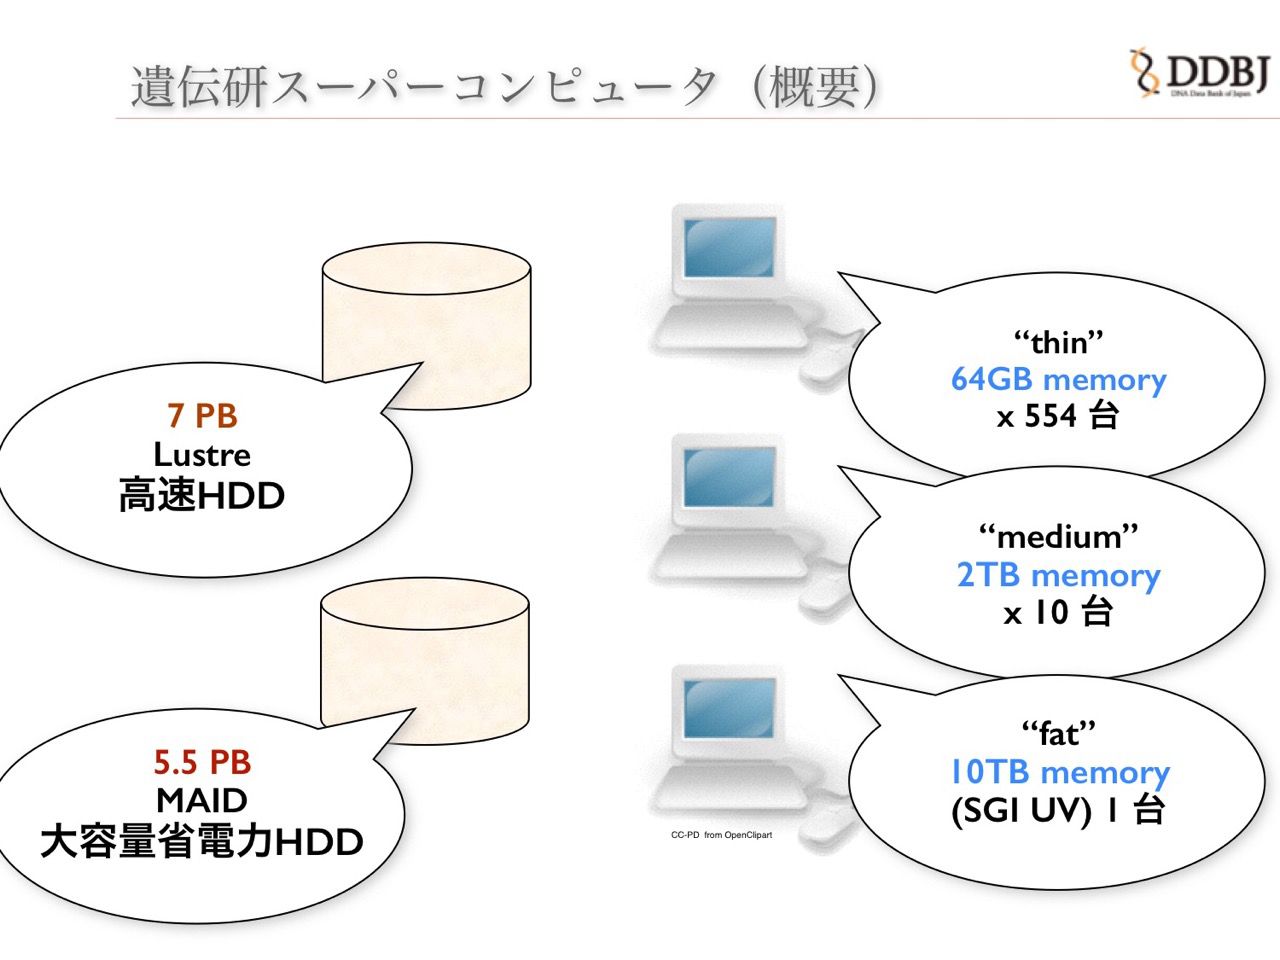 遺伝研スーパーコンピュータ（概要）
DDBJ
DNA Data Bank of Japan
7 PB
Lustre
高速HDD
5.5 PB
MAID
大容量省電力HDD
“thin”
64GB memory
x 554 台
“medium”
2TB memory
x 10 台
“fat”
10TB memory
(SGI UV) 1 台
CC-PD from OpenClipart